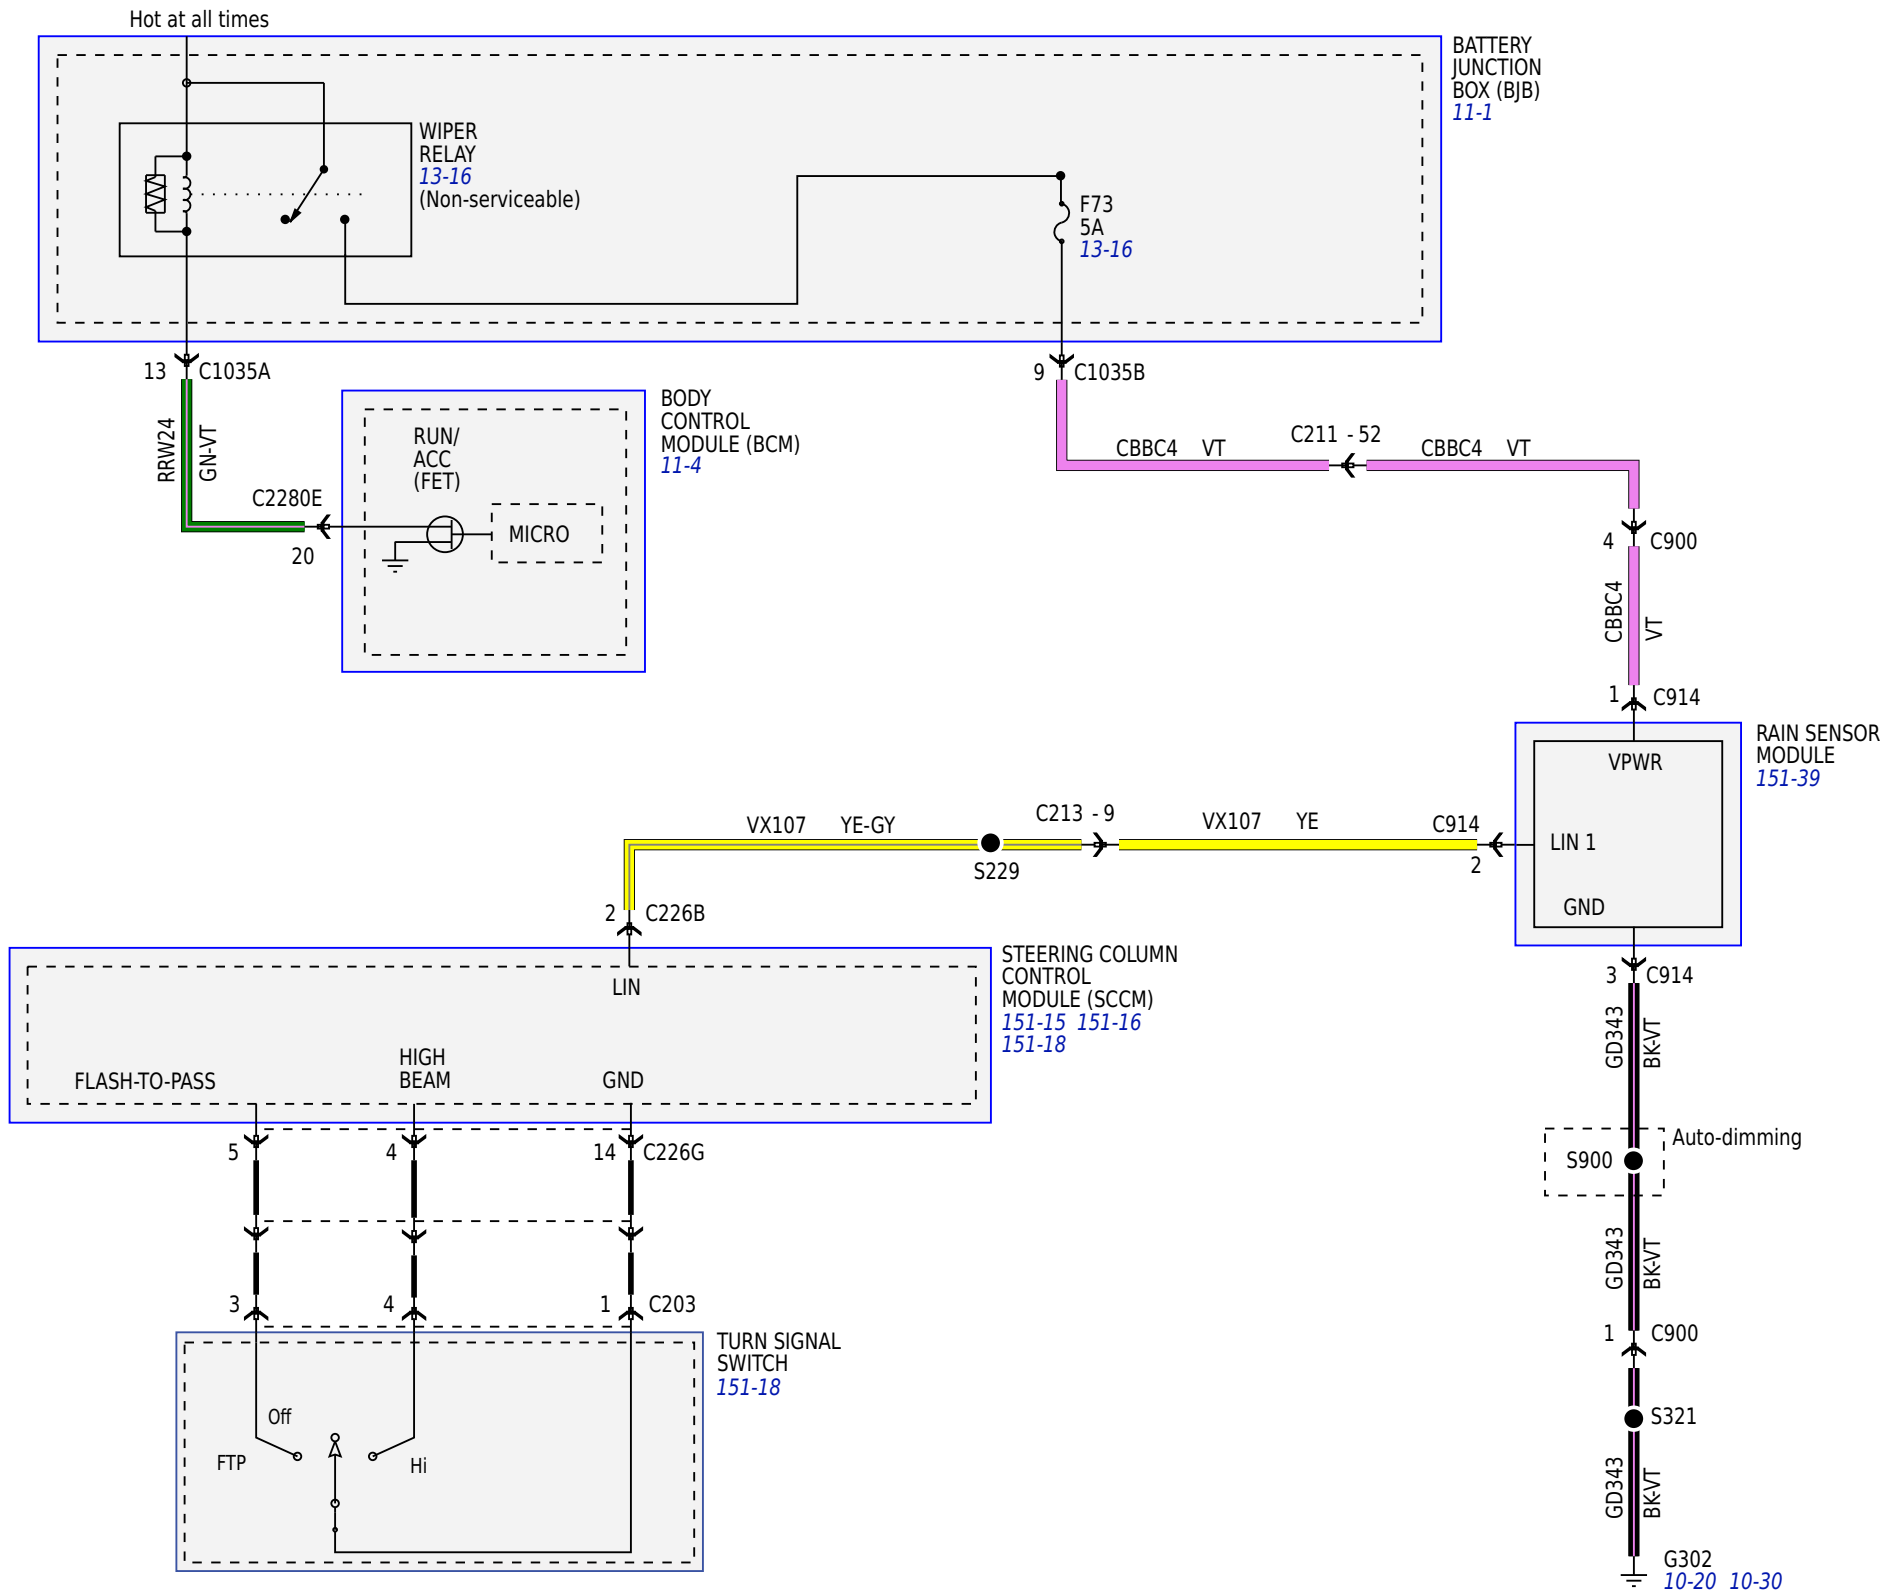 Hot at all times
BATTERY
JUNCTION
BOX (BJB)
11-1
WIPER
RELAY
13-16
(Non-serviceable)
F73
5A
13-16
13
C1035A
9
C1035B
RRW24
GN-VT
C2280E
20
RUN/
ACC
(FET)
MICRO
BODY
CONTROL
MODULE (BCM)
11-4
CBBC4 VT
C211 - 52
CBBC4 VT
4
C900
CBBC4
VT
1
C914
RAIN SENSOR
MODULE
151-39
VPWR
LIN 1
GND
VX107 YE-GY
S229
C213 - 9
VX107 YE
C914
2
2
C226B
STEERING COLUMN
CONTROL
MODULE (SCCM)
151-15 151-16
151-18
LIN
FLASH-TO-PASS
HIGH
BEAM
GND
3
C914
GD343
BK-VT
5
4
14
C226G
Auto-dimming
S900
GD343
BK-VT
3
4
1
C203
1
C900
TURN SIGNAL
SWITCH
151-18
Off
FTP
Hi
S321
GD343
BK-VT
G302
10-20 10-30